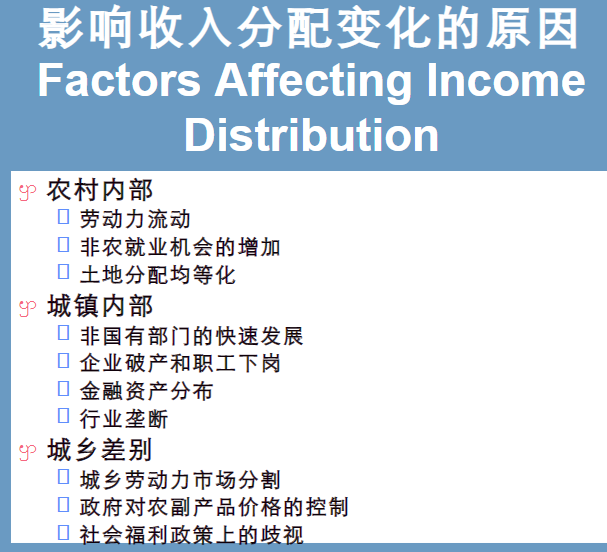 影响收入分配变化的原因
Factors Affecting Income
Distribution
农村内部
劳动力流动
非农就业机会的增加
土地分配均等化
城镇内部
非国有部门的快速发展
企业破产和职工下岗
金融资产分布
行业垄断
城乡差别
城乡劳动力市场分割
政府对农副产品价格的控制
社会福利政策上的歧视